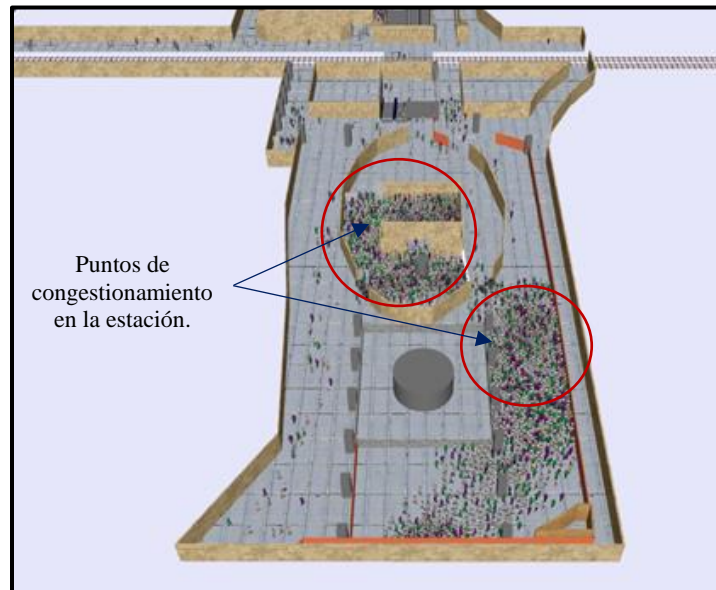 Puntos de
congestionamiento
en la estación.